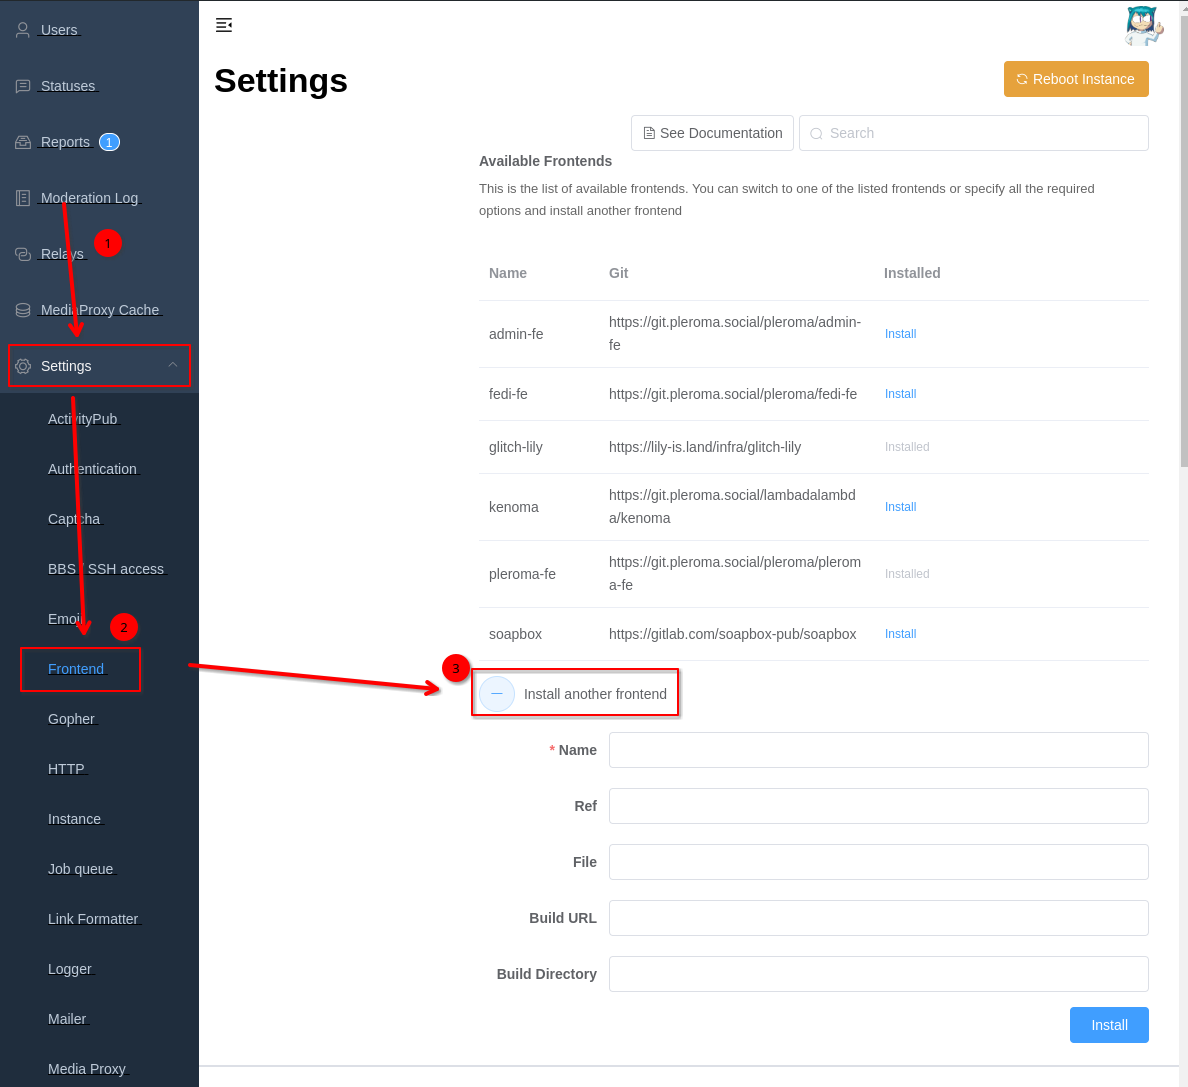 Users
Statuses
Reports 1
Moderation Log
1
Relays
MediaProxy Cache
Settings
ActivityPub
Authentication
Captcha
BBS / SSH access
Emoji
2
Frontend
Gopher
HTTP
Instance
Job queue
Link Formatter
Logger
Mailer
Media Proxy
Settings
Reboot Instance
See Documentation
Search
Available Frontends
This is the list of available frontends. You can switch to one of the listed frontends or specify all the required
options and install another frontend
Name Git Installed
admin-fe https://git.pleroma.social/pleroma/admin-
fe Install
fedi-fe https://git.pleroma.social/pleroma/fedi-fe Install
glitch-lily https://lily-is.land/infra/glitch-lily Installed
kenoma https://git.pleroma.social/lambadalambd
a/kenoma Install
pleroma-fe https://git.pleroma.social/pleroma/plerom
a-fe Installed
soapbox https://gitlab.com/soapbox-pub/soapbox Install
3
Install another frontend
* Name
Ref
File
Build URL
Build Directory
Install